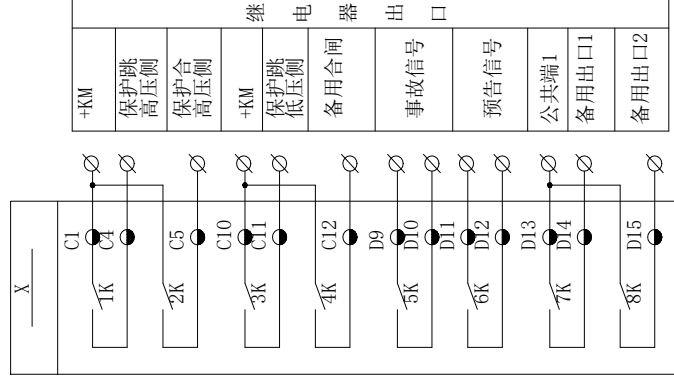 继电器出口
+KM
保护跳
高压侧
保护合
高压侧
+KM
保护跳
低压侧
备用合闸
事故信号
预告信号
公共端1
备用出口1
备用出口2
X
C1
C4
C5
C10
C11
C12
D9
D10
D11
D12
D13
D14
D15
1K
2K
3K
4K
5K
6K
7K
8K